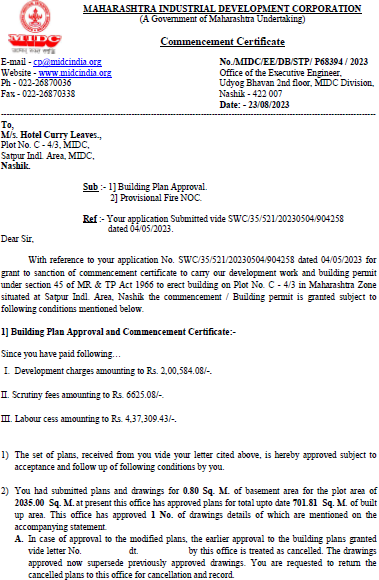 MAHARASHTRA INDUSTRIAL DEVELOPMENT CORPORATION
(A Government of Maharashtra Undertaking)
MIDC
Commencement Certificate
E-mail - cp@midcindia.org
Website - www.midcindia.org
Ph - 022-26870036
Fax - 022-26870338
No./MIDC/EE/DB/STP/ P68394 / 2023
Office of the Executive Engineer,
Udyog Bhavan 2nd floor, MIDC Division,
Nashik - 422 007
Date: - 23/08/2023
To,
M/s. Hotel Curry Leaves.,
Plot No. C - 4/3, MIDC,
Satpur Indl. Area, MIDC,
Nashik.
Sub :- 1] Building Plan Approval.
2] Provisional Fire NOC.
Ref :- Your application Submitted vide SWC/35/521/20230504/904258
dated 04/05/2023.
Dear Sir,
With reference to your application No. SWC/35/521/20230504/904258 dated 04/05/2023 for
grant to sanction of commencement certificate to carry our development work and building permit
under section 45 of MR & TP Act 1966 to erect building on Plot No. C - 4/3 in Maharashtra Zone
situated at Satpur Indl. Area, Nashik the commencement / Building permit is granted subject to
following conditions mentioned below.
1] Building Plan Approval and Commencement Certificate:-
Since you have paid following…
I. Development charges amounting to Rs. 2,00,584.08/-.
II. Scrutiny fees amounting to Rs. 6625.08/-.
III. Labour cess amounting to Rs. 4,37,309.43/-.
1) The set of plans, received from you vide your letter cited above, is hereby approved subject to
acceptance and follow up of following conditions by you.
2) You had submitted plans and drawings for 0.80 Sq. M. of basement area for the plot area of
2035.00 Sq. M. at present this office has approved plans for total upto date 701.81 Sq. M. of built
up area. This office has approved 1 No. of drawings details of which are mentioned on the
accompanying statement.
A. In case of approval to the modified plans, the earlier approval to the building plans granted
vide letter No. dt. by this office is treated as cancelled. The drawings
approved now supersede previously approved drawings. You are requested to return the
cancelled plans to this office for cancellation and record.